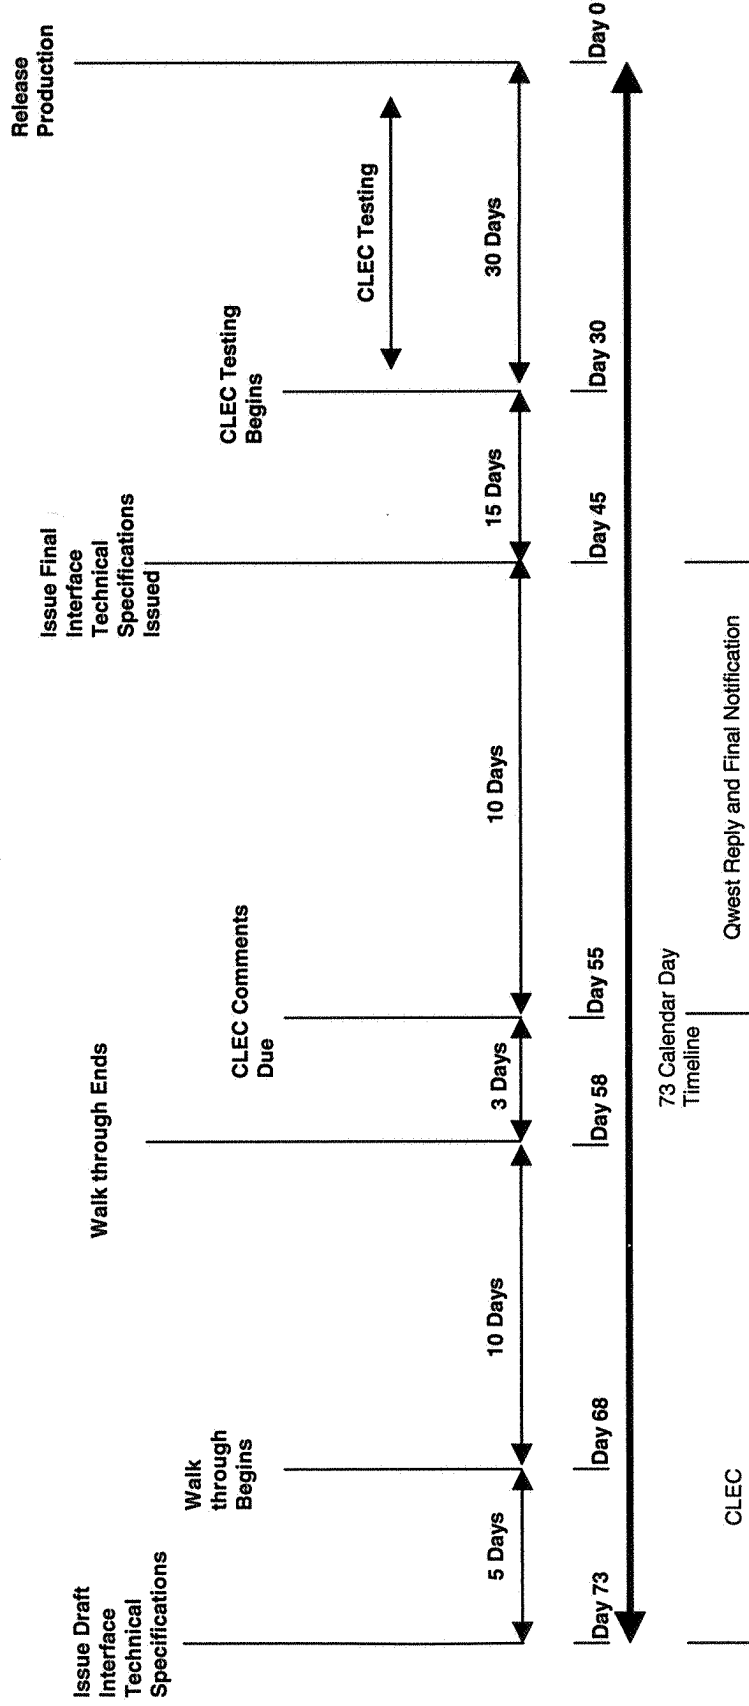 Issue Draft
Interface
Technical
Specifications
Walk
through
Begins
Walk through Ends
CLEC Comments
Due
Issue Final
Interface
Technical
Specifications
Issued
CLEC Testing
Begins
CLEC Testing
Release
Production
5 Days
10 Days
3 Days
10 Days
15 Days
30 Days
Day 73
Day 68
Day 58
Day 55
Day 45
Day 30
Day 0
73 Calendar Day
Timeline
CLEC
Qwest Reply and Final Notification